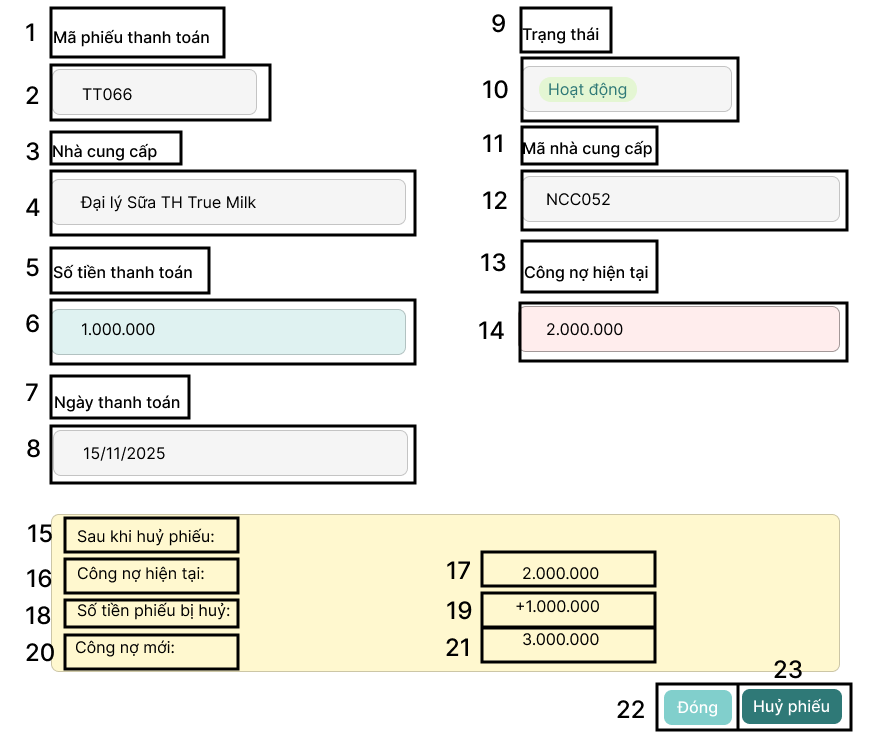 1 Mã phiếu thanh toán
2 TT066
3 Nhà cung cấp
4 Đại lý Sữa TH True Milk
5 Số tiền thanh toán
6 1.000.000
7 Ngày thanh toán
8 15/11/2025
9 Trạng thái
10 Hoạt động
11 Mã nhà cung cấp
12 NCC052
13 Công nợ hiện tại
14 2.000.000
15 Sau khi huỷ phiếu:
16 Công nợ hiện tại: 17 2.000.000
18 Số tiền phiếu bị huỷ: 19 +1.000.000
20 Công nợ mới: 21 3.000.000
23
22 Đóng Huỷ phiếu